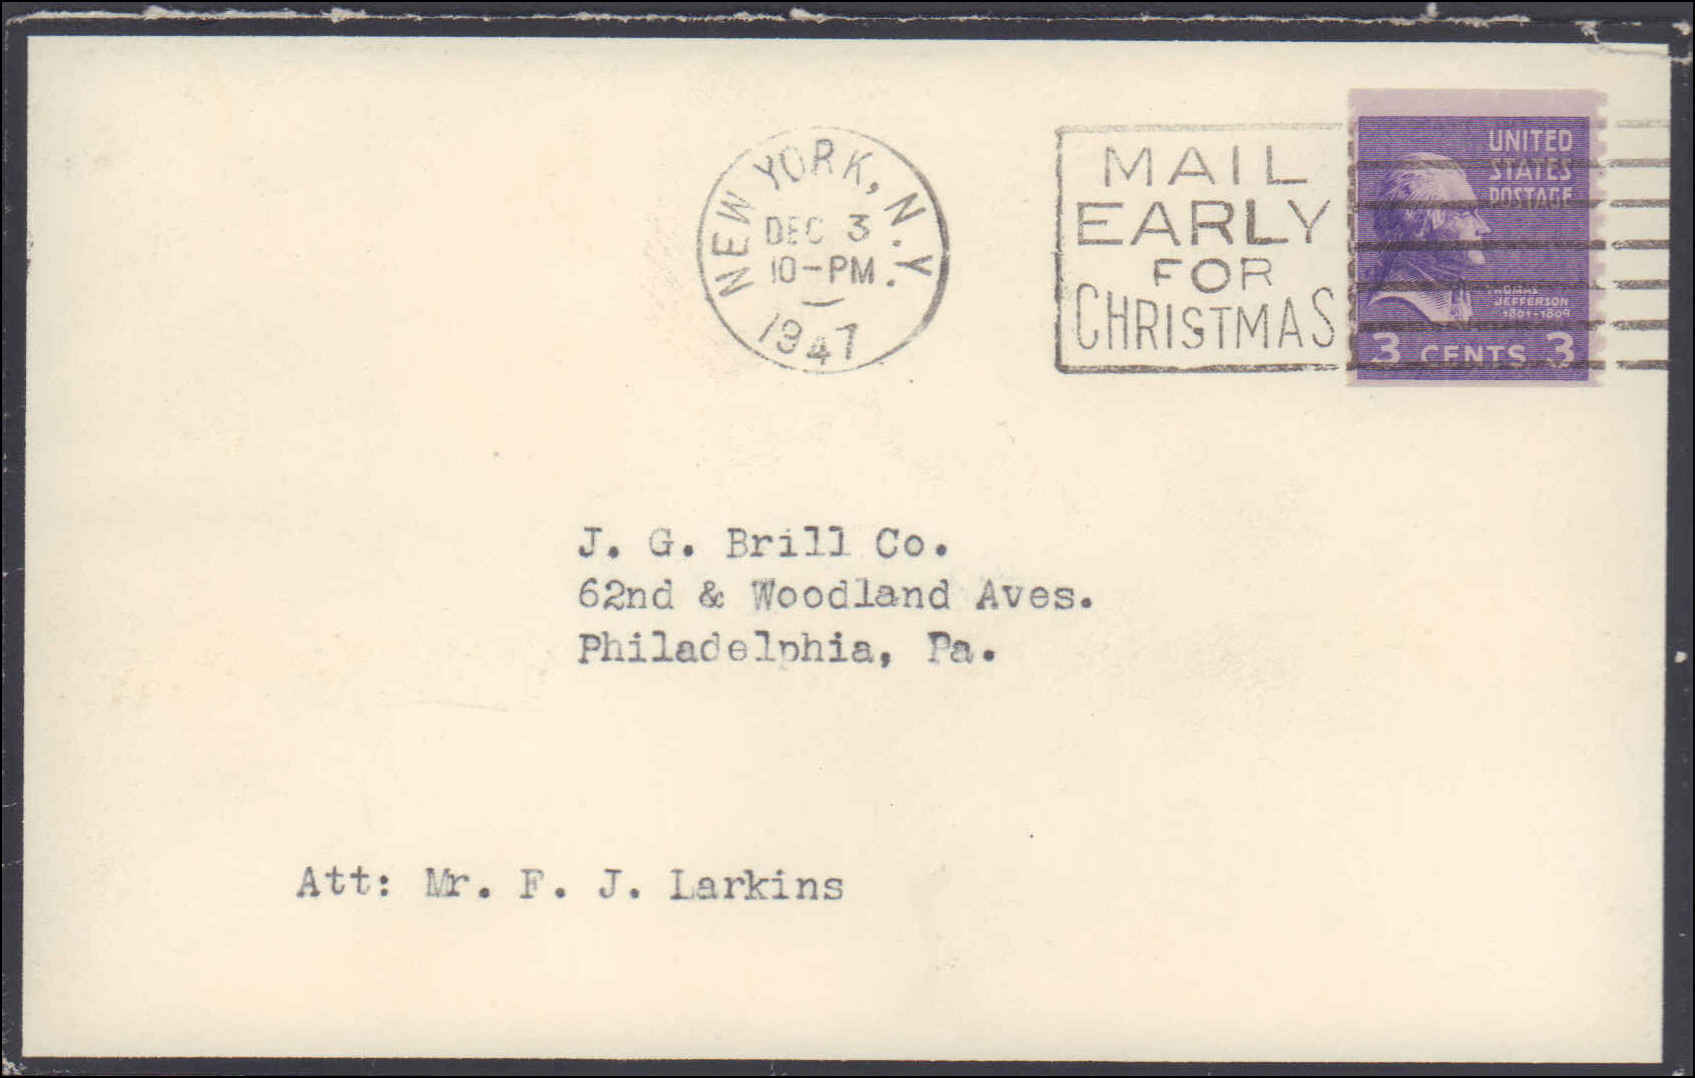 NEW YORK, N.Y.
DEC 3
10-PM
1947
MAIL
EARLY
FOR
CHRISTMAS
UNITED
STATES
POSTAGE
THOMAS
JEFFERSON
1801-1809
3 CENTS 3
J. G. Brill Co.
62nd & Woodland Aves.
Philadelphia, Pa.
Att: Mr. F. J. Larkins